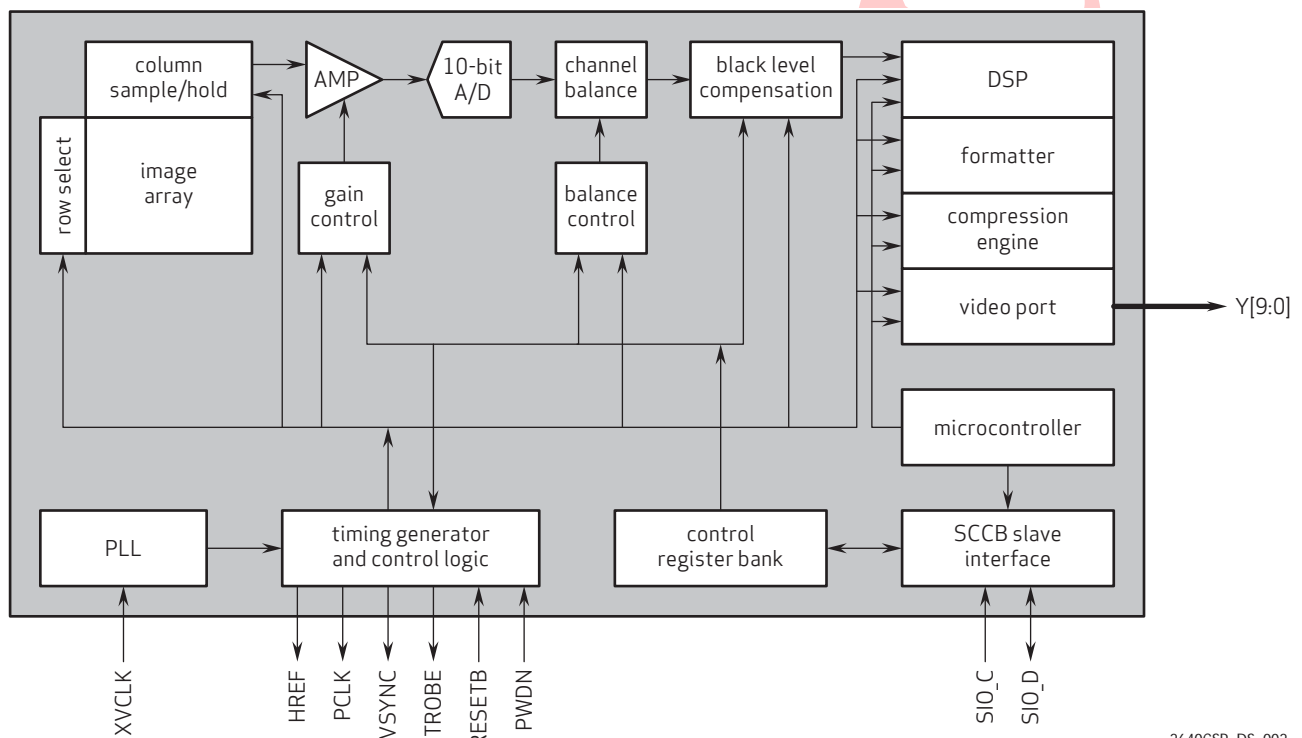 column
sample/hold
AMP
10-bit
A/D
channel
balance
black level
compensation
DSP
row select
image
array
gain
control
balance
control
formatter
compression
engine
video port
Y[9:0]
microcontroller
PLL
timing generator
and control logic
control
register bank
SCCB slave
interface
XVCLK
HREF
PCLK
VSYNC
TROBE
RESETB
PWDN
SIO_C
SIO_D